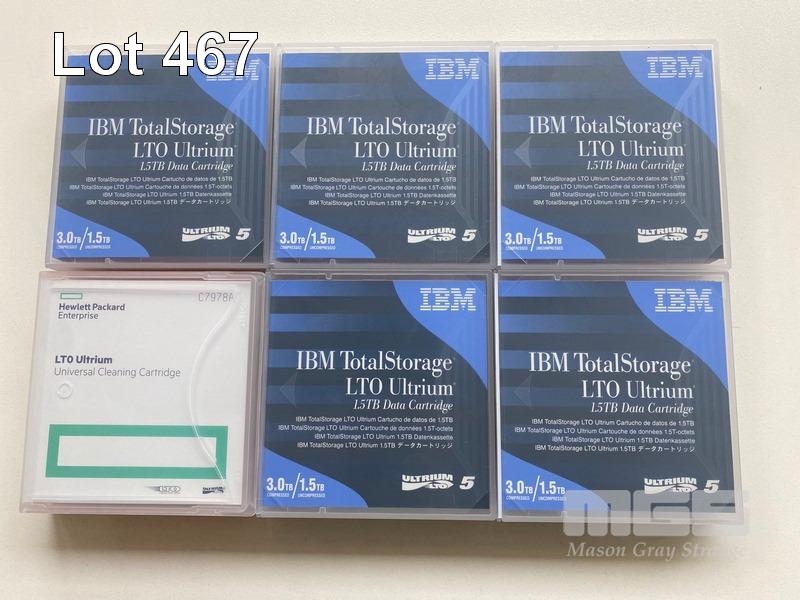 Lot 467
IBM
IBM TotalStorage
LTO Ultrium
1.5TB Data Cartridge
IBM TotalStorage LTO Ultrium Cartucho de datos de 1.5TB
IBM TotalStorage LTO Ultrium Cartouche de données 1.5T-octets
IBM TotalStorage LTO Ultrium 1.5TB Datenkassette
IBM TotalStorage LTO Ultrium 1.5TB データカートリッジ
3.0TB/1.5TB
COMPRESSED UNCOMPRESSED
ULTRIUM LTO 5
IBM
IBM TotalStorage
LTO Ultrium
1.5TB Data Cartridge
IBM TotalStorage LTO Ultrium Cartucho de datos de 1.5TB
IBM TotalStorage LTO Ultrium Cartouche de données 1.5T-octets
IBM TotalStorage LTO Ultrium 1.5TB Datenkassette
IBM TotalStorage LTO Ultrium 1.5TB データカートリッジ
3.0TB/1.5TB
COMPRESSED UNCOMPRESSED
ULTRIUM LTO 5
IBM
IBM TotalStorage
LTO Ultrium
1.5TB Data Cartridge
IBM TotalStorage LTO Ultrium Cartucho de datos de 1.5TB
IBM TotalStorage LTO Ultrium Cartouche de données 1.5T-octets
IBM TotalStorage LTO Ultrium 1.5TB Datenkassette
IBM TotalStorage LTO Ultrium 1.5TB データカートリッジ
3.0TB/1.5TB
COMPRESSED UNCOMPRESSED
ULTRIUM LTO 5
Hewlett Packard
Enterprise
C7978A
LTO Ultrium
Universal Cleaning Cartridge
IBM
IBM TotalStorage
LTO Ultrium
1.5TB Data Cartridge
IBM TotalStorage LTO Ultrium Cartucho de datos de 1.5TB
IBM TotalStorage LTO Ultrium Cartouche de données 1.5T-octets
IBM TotalStorage LTO Ultrium 1.5TB Datenkassette
IBM TotalStorage LTO Ultrium 1.5TB データカートリッジ
3.0TB/1.5TB
COMPRESSED UNCOMPRESSED
ULTRIUM LTO 5
IBM
IBM TotalStorage
LTO Ultrium
1.5TB Data Cartridge
IBM TotalStorage LTO Ultrium Cartucho de datos de 1.5TB
IBM TotalStorage LTO Ultrium Cartouche de données 1.5T-octets
IBM TotalStorage LTO Ultrium 1.5TB Datenkassette
IBM TotalStorage LTO Ultrium 1.5TB データカートリッジ
3.0TB/1.5TB
COMPRESSED UNCOMPRESSED
ULTRIUM LTO 5
MGS
Mason Gray Strange